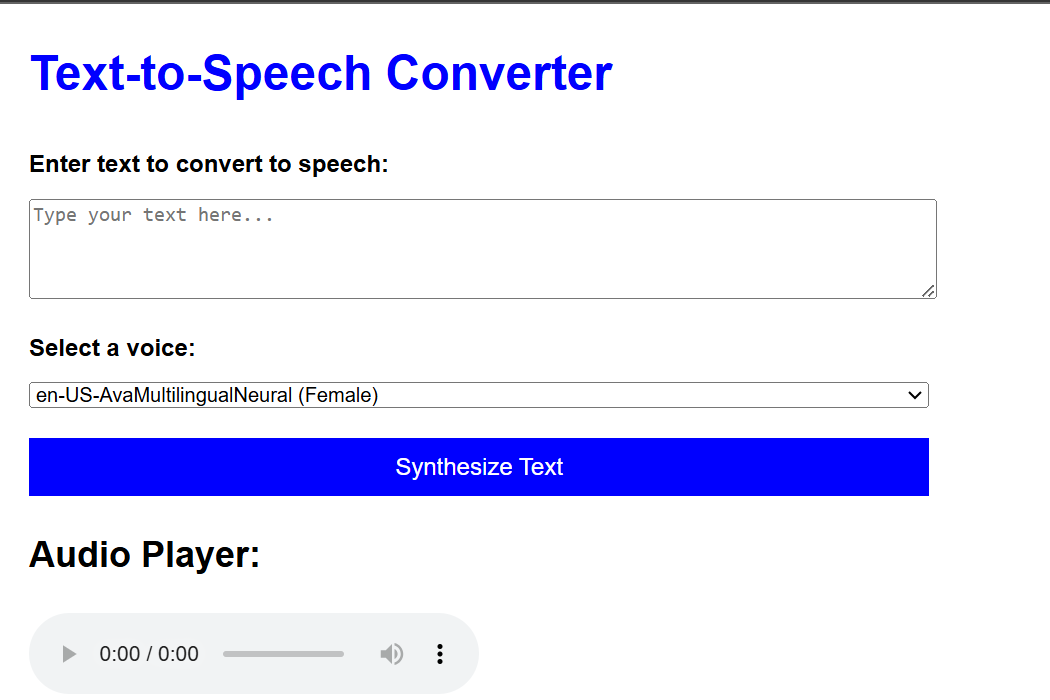 Text-to-Speech Converter
Enter text to convert to speech:
Type your text here...
Select a voice:
en-US-AvaMultilingualNeural (Female)
Synthesize Text
Audio Player:
0:00 / 0:00